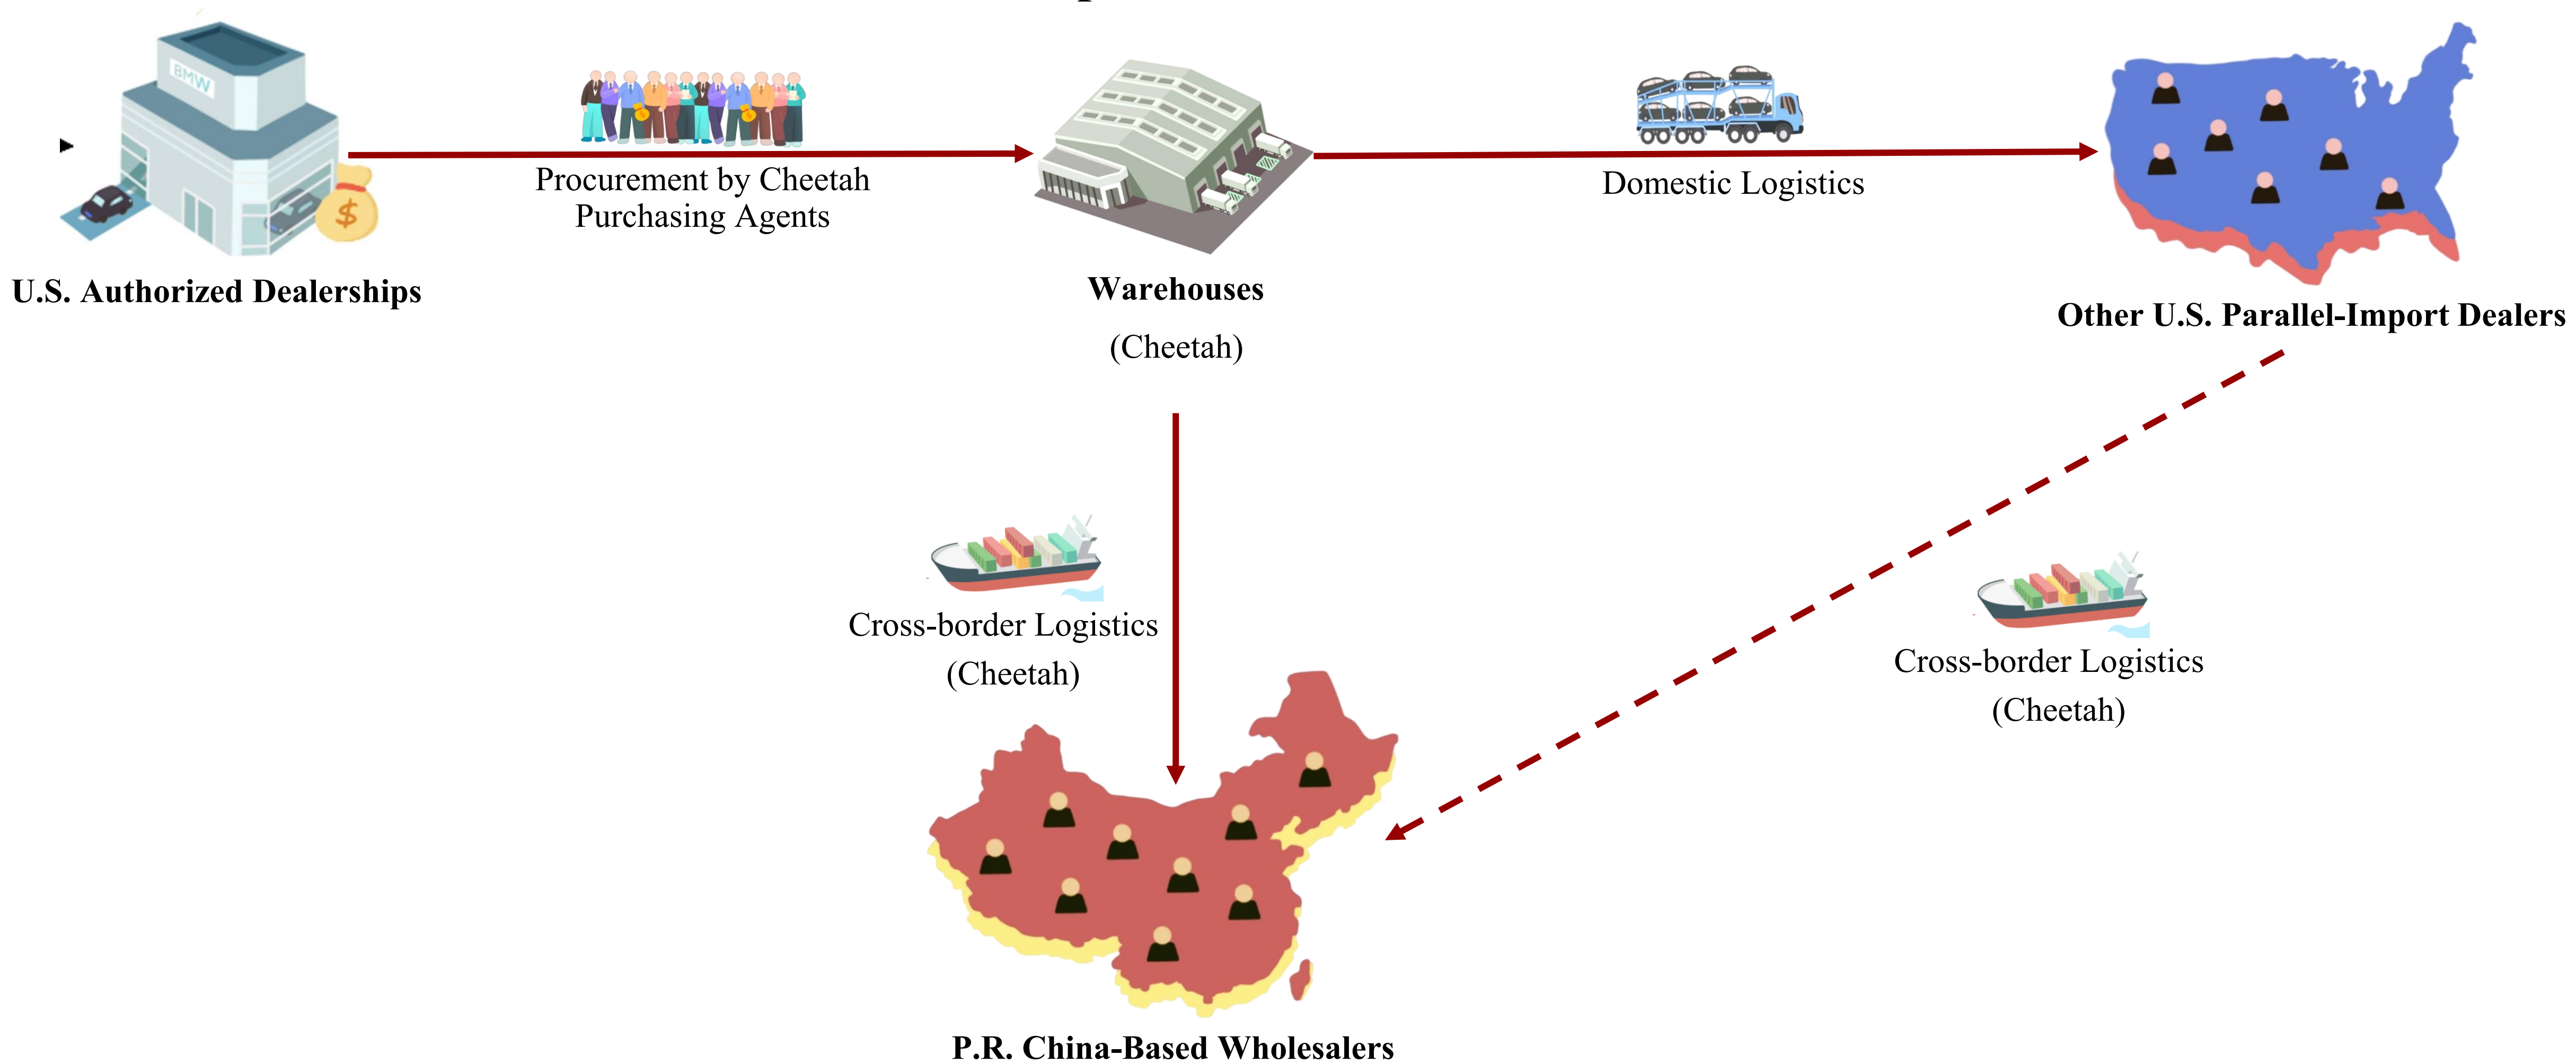 BMW
$
Procurement by Cheetah
Purchasing Agents
Domestic Logistics
U.S. Authorized Dealerships
Warehouses
(Cheetah)
Other U.S. Parallel-Import Dealers
Cross-border Logistics
(Cheetah)
Cross-border Logistics
(Cheetah)
P.R. China-Based Wholesalers